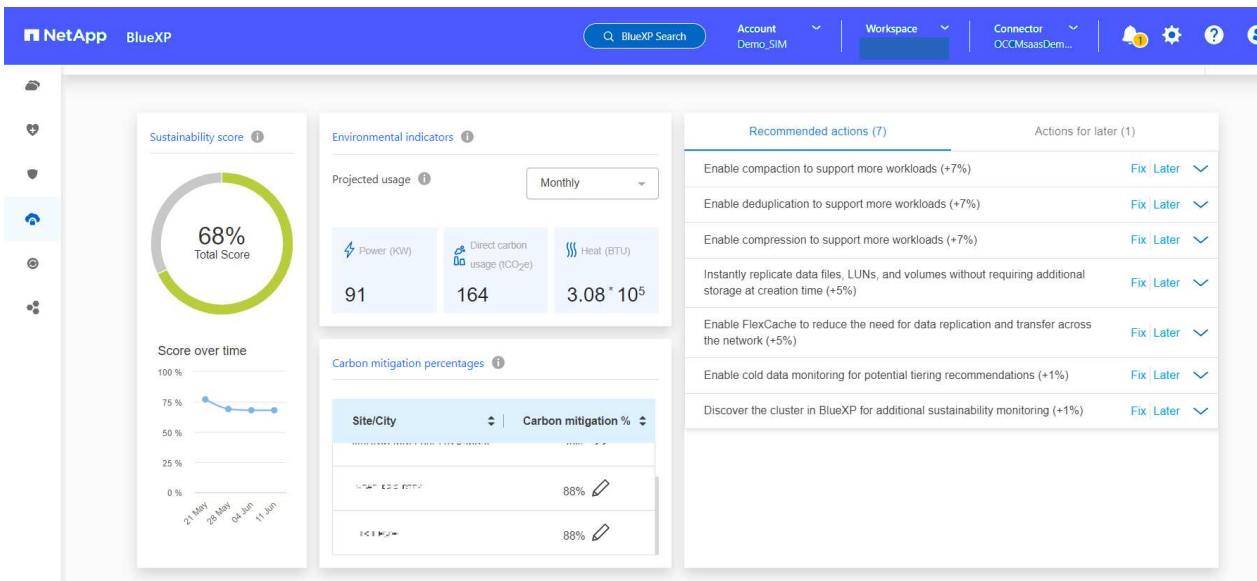 NetApp BlueXP
BlueXP Search
Account
Demo_SIM
Workspace
Connector
OCCMsaasDem...
1
Sustainability score
68%
Total Score
Score over time
100 %
75 %
50 %
25 %
0 %
21 May
28 May
04 Jun
11 Jun
Environmental indicators
Projected usage
Monthly
Power (KW)
91
Direct carbon
usage (tCO₂e)
164
Heat (BTU)
3.08 * 10⁵
Carbon mitigation percentages
Site/City Carbon mitigation %
88%
88%
Recommended actions (7) Actions for later (1)
Enable compaction to support more workloads (+7%) Fix Later
Enable deduplication to support more workloads (+7%) Fix Later
Enable compression to support more workloads (+7%) Fix Later
Instantly replicate data files, LUNs, and volumes without requiring additional
storage at creation time (+5%) Fix Later
Enable FlexCache to reduce the need for data replication and transfer across
the network (+5%) Fix Later
Enable cold data monitoring for potential tiering recommendations (+1%) Fix Later
Discover the cluster in BlueXP for additional sustainability monitoring (+1%) Fix Later